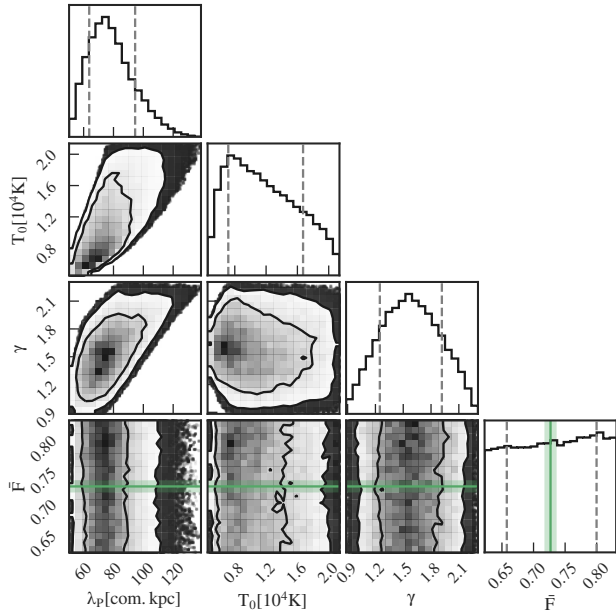 T₀[10⁴K]
2.0
1.6
1.2
0.8
γ
2.1
1.8
1.5
1.2
0.9
F̄
0.80
0.75
0.70
0.65
60 80 100 120
λ_P[com. kpc]
0.8 1.2 1.6 2.0
T₀[10⁴K]
0.9 1.2 1.5 1.8 2.1
γ
0.65 0.70 0.75 0.80
F̄